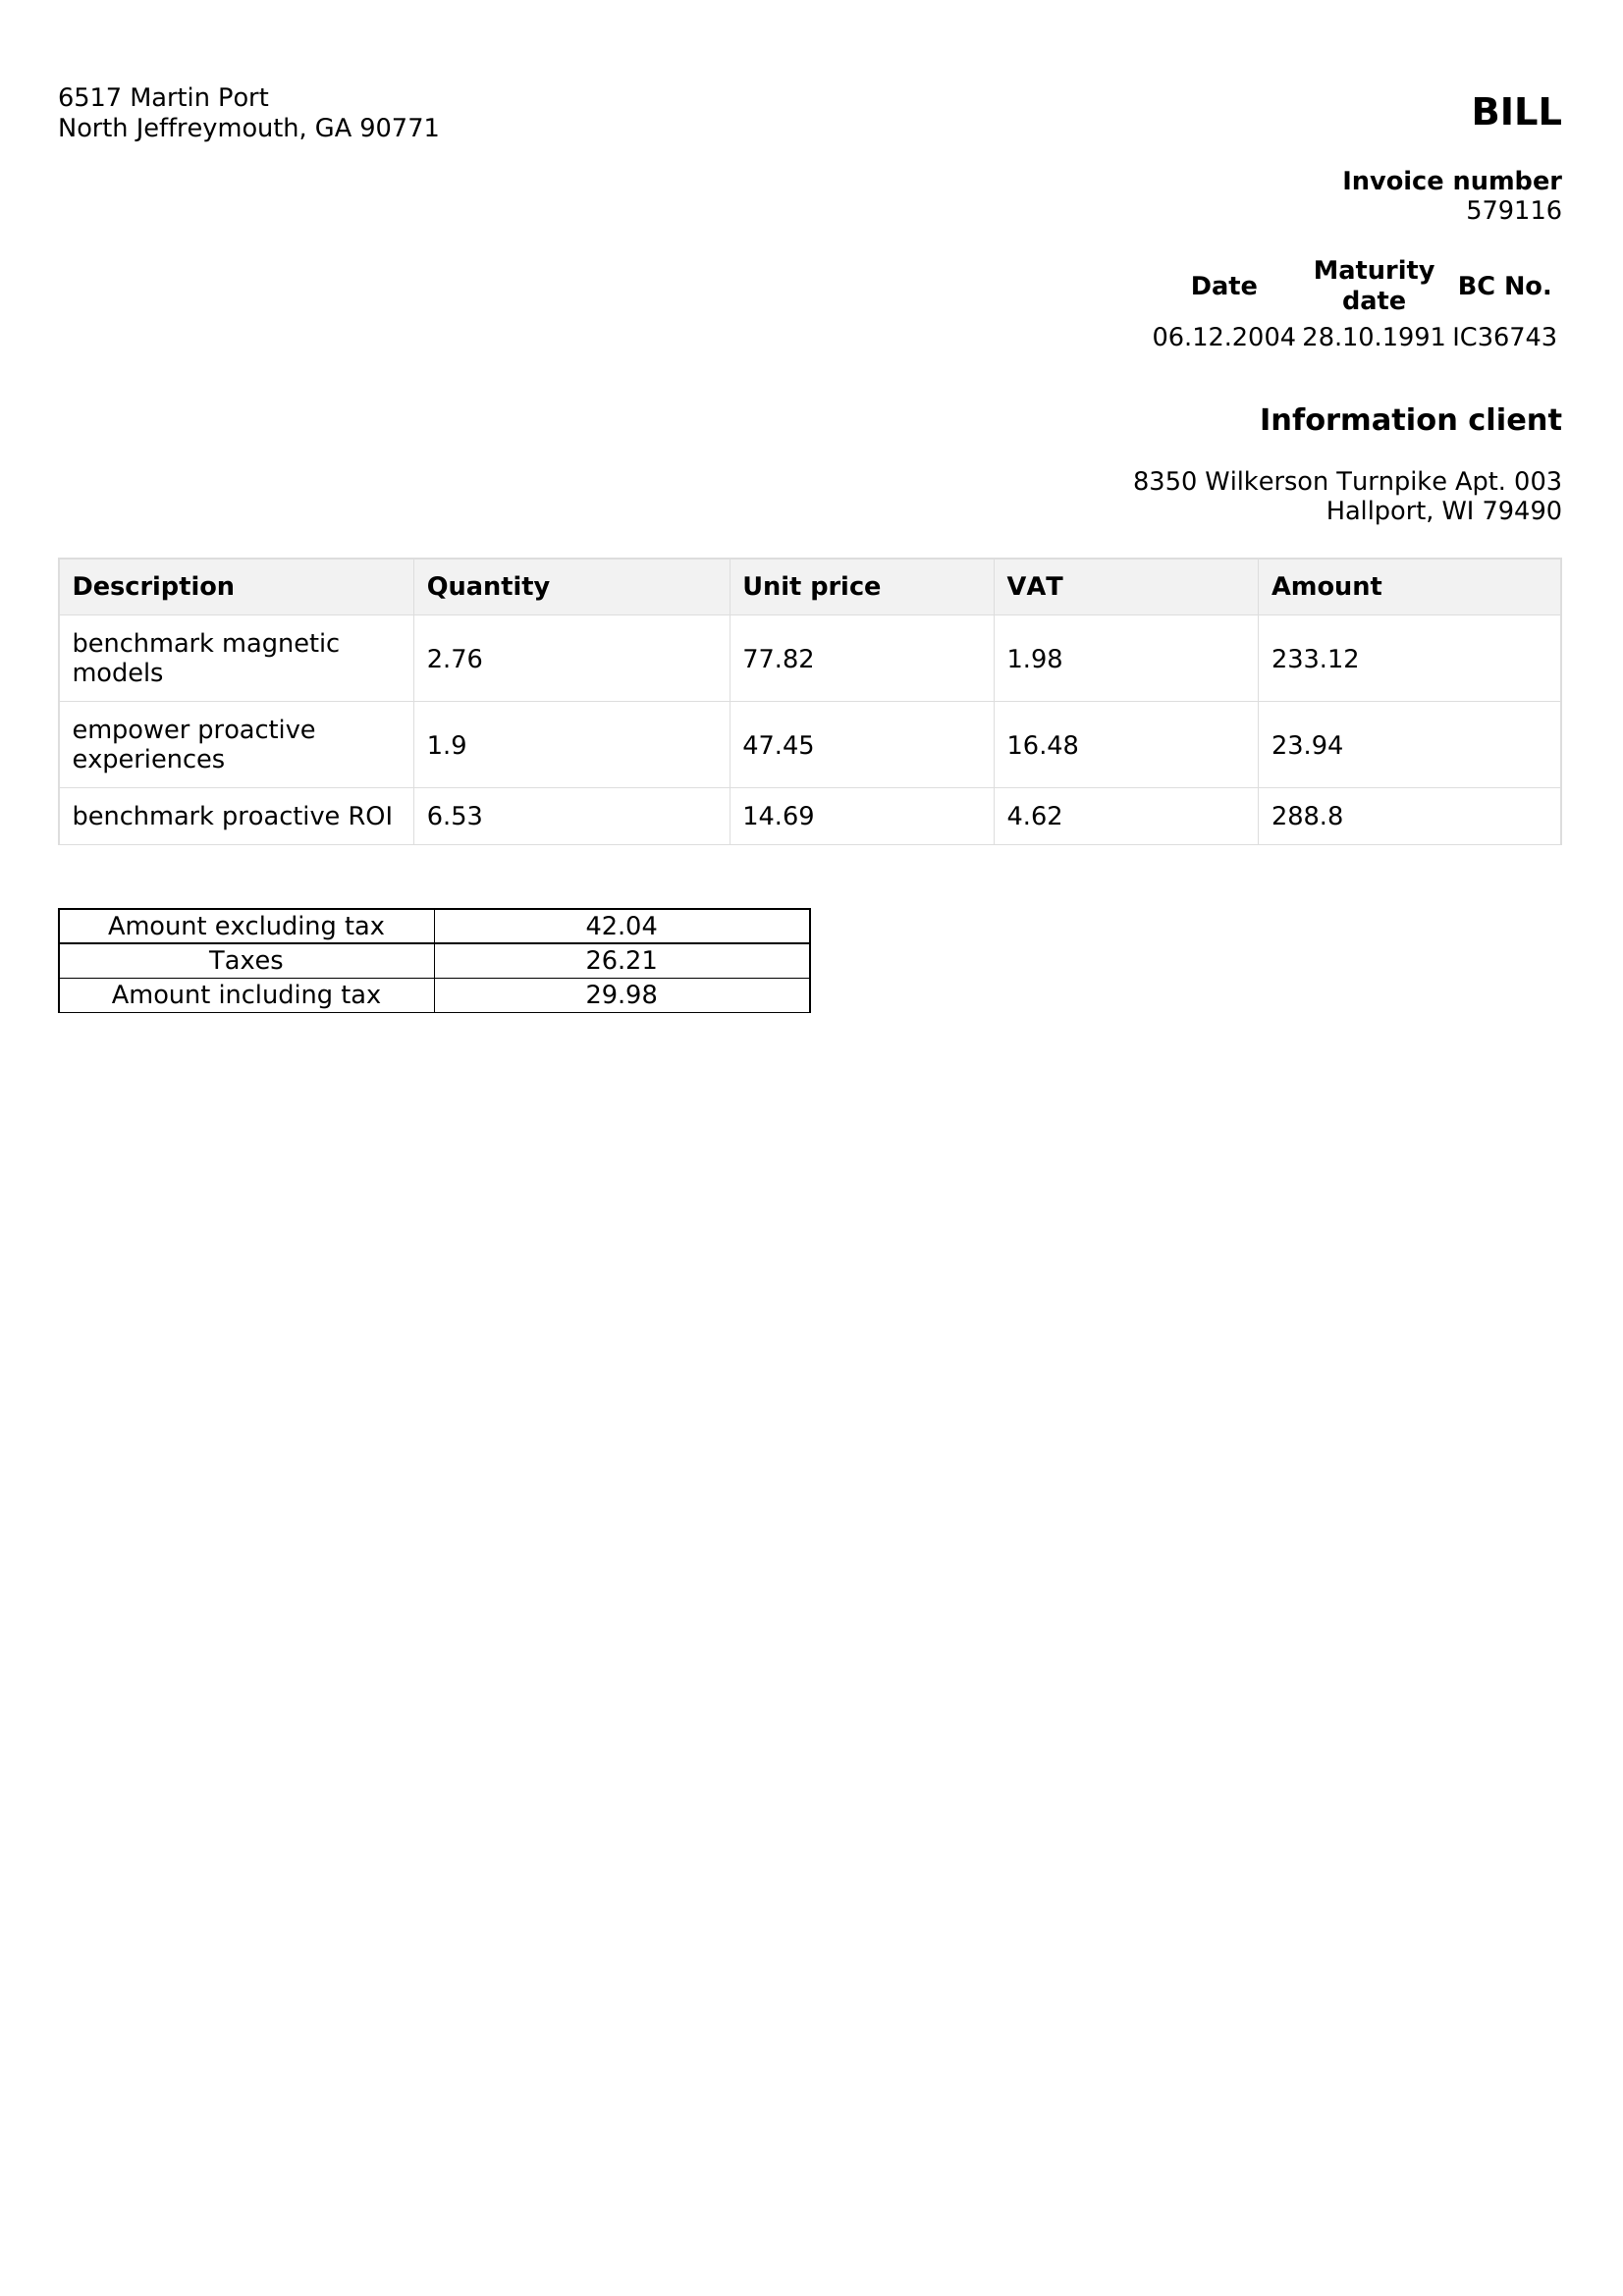 6517 Martin Port
North Jeffreymouth, GA 90771
BILL
Invoice number
579116
Date Maturity date BC No.
06.12.2004 28.10.1991 IC36743
Information client
8350 Wilkerson Turnpike Apt. 003
Hallport, WI 79490
Description Quantity Unit price VAT Amount
benchmark magnetic
models 2.76 77.82 1.98 233.12
empower proactive
experiences 1.9 47.45 16.48 23.94
benchmark proactive ROI 6.53 14.69 4.62 288.8
Amount excluding tax 42.04
Taxes 26.21
Amount including tax 29.98